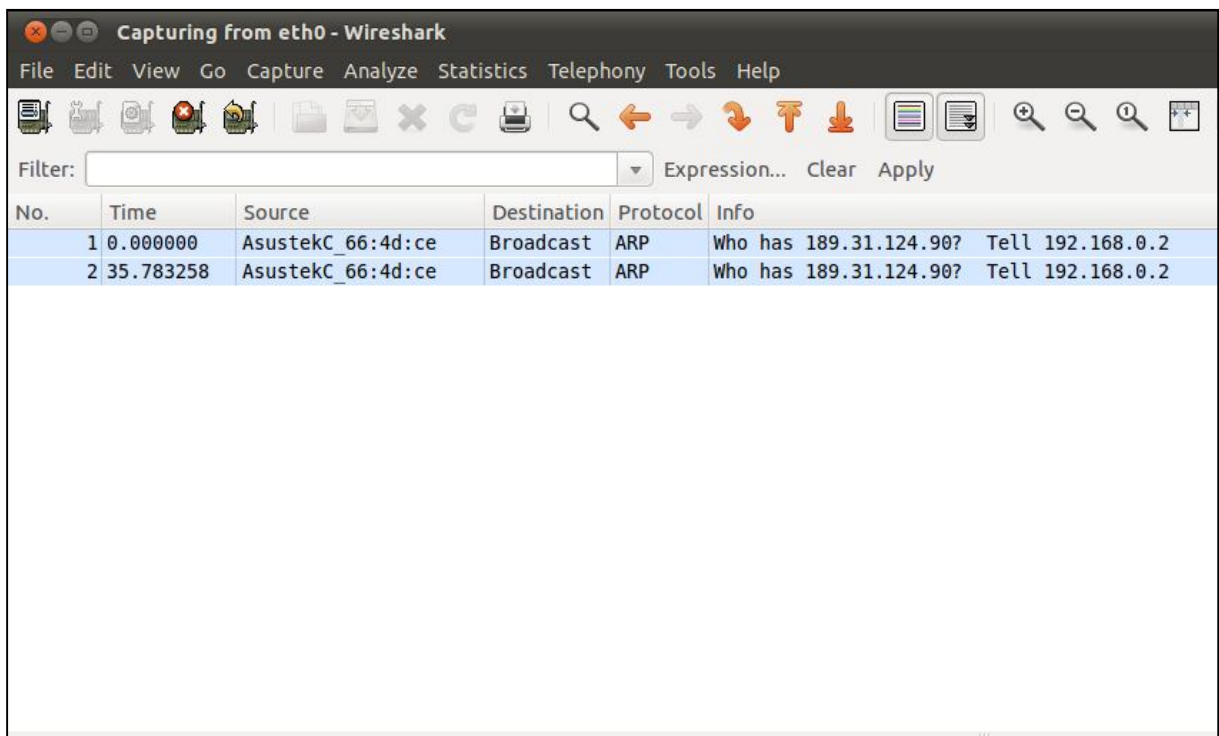 Capturing from eth0 - Wireshark
File Edit View Go Capture Analyze Statistics Telephony Tools Help
Filter: Expression... Clear Apply
No. Time Source Destination Protocol Info
1 0.000000 AsustekC_66:4d:ce Broadcast ARP Who has 189.31.124.90? Tell 192.168.0.2
2 35.783258 AsustekC_66:4d:ce Broadcast ARP Who has 189.31.124.90? Tell 192.168.0.2